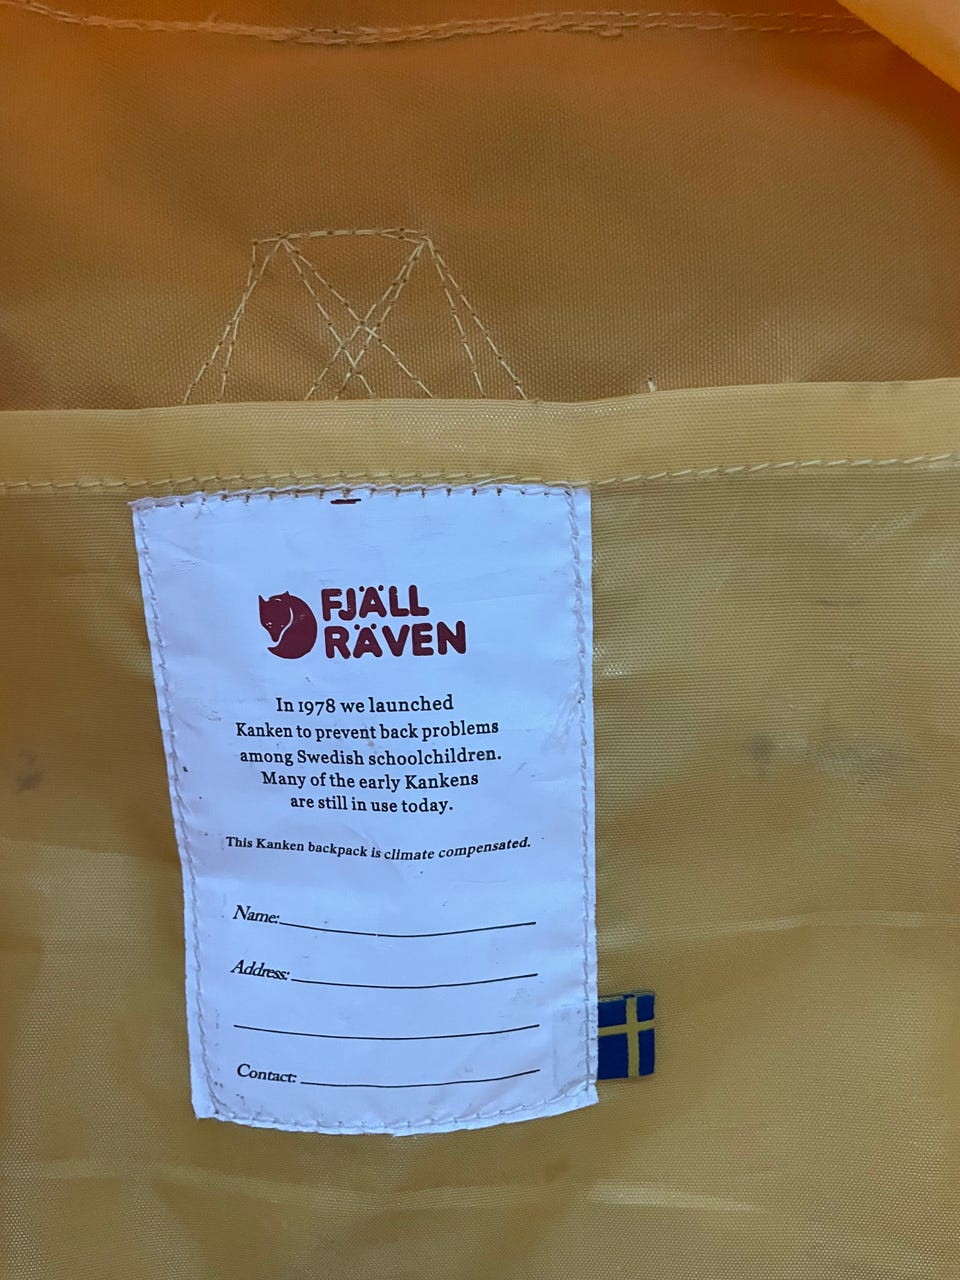 FJÄLL
RÄVEN
In 1978 we launched
Kanken to prevent back problems
among Swedish schoolchildren.
Many of the early Kankens
are still in use today.
This Kanken backpack is climate compensated.
Name:
Address:
Contact: